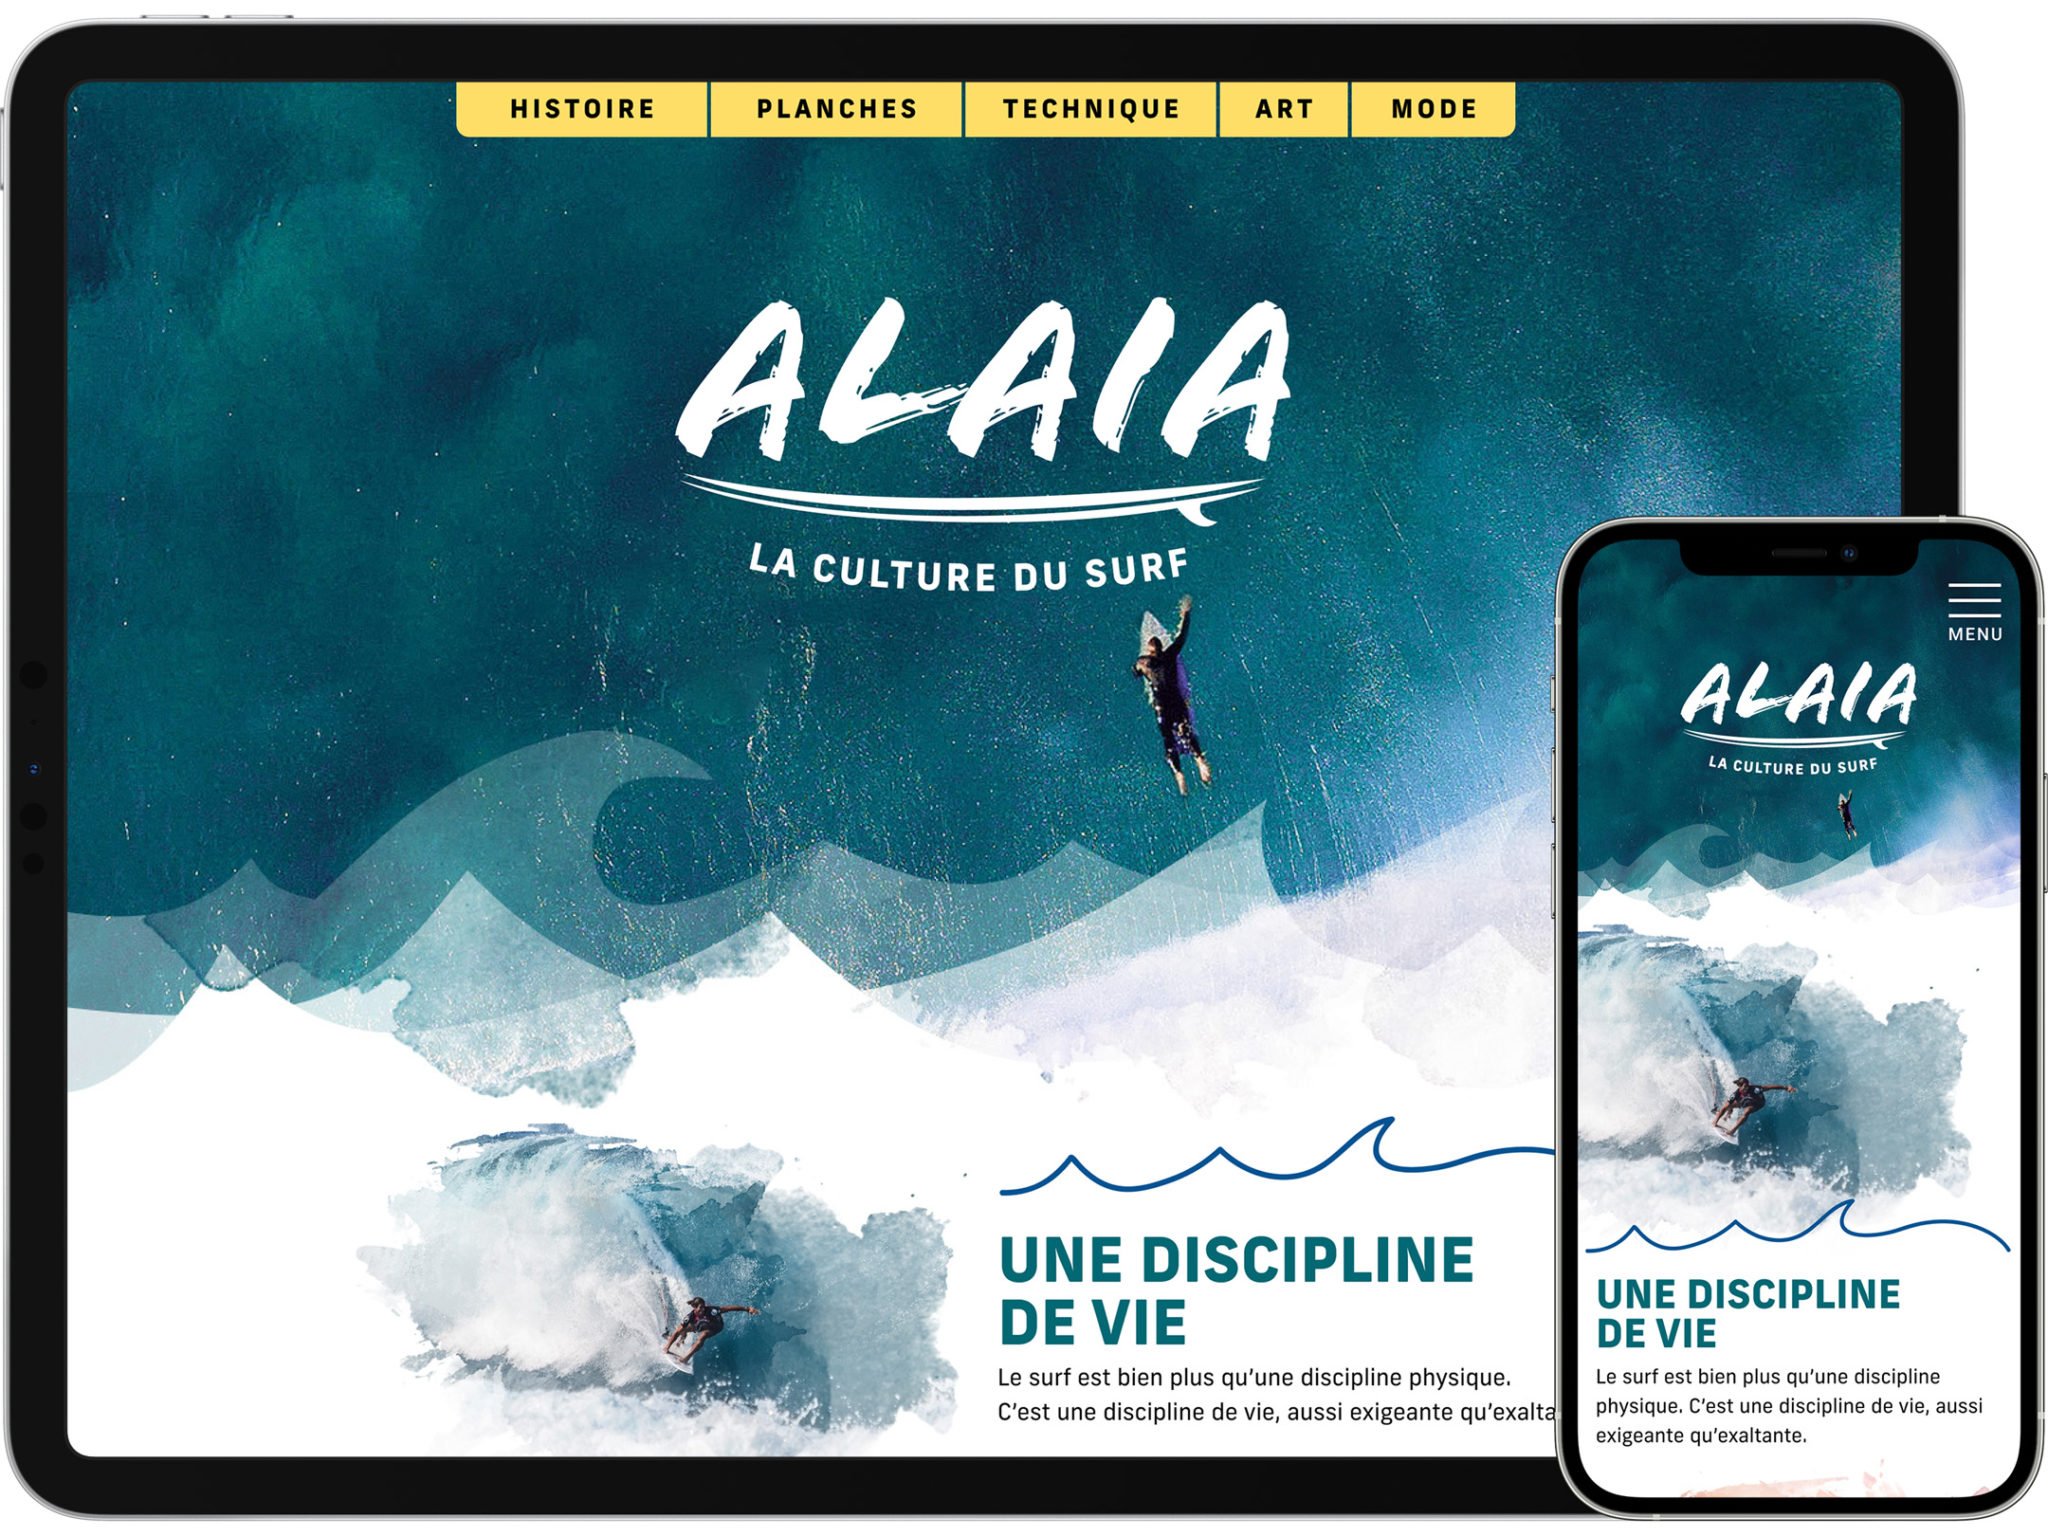 HISTOIRE PLANCHES TECHNIQUE ART MODE
ALAIA
LA CULTURE DU SURF
UNE DISCIPLINE
DE VIE
Le surf est bien plus qu’une discipline physique.
C’est une discipline de vie, aussi exigeante qu’exalta
MENU
ALAIA
LA CULTURE DU SURF
UNE DISCIPLINE
DE VIE
Le surf est bien plus qu’une discipline
physique. C’est une discipline de vie, aussi
exigeante qu’exaltante.